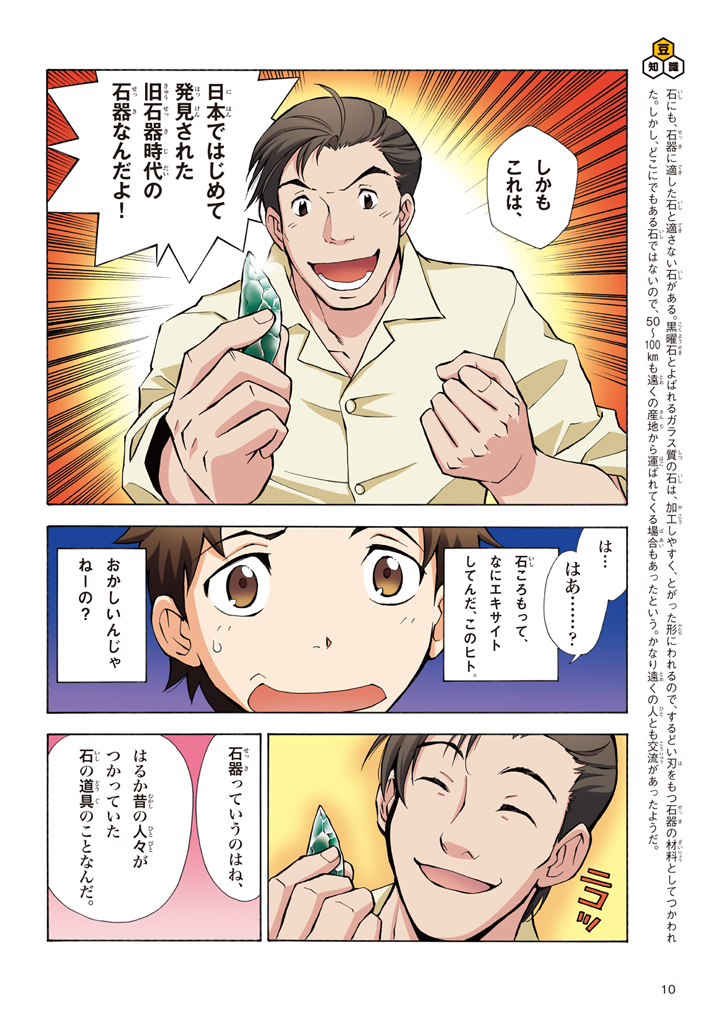 豆
知識
石にも、石器に適した石と適さない石がある。黒曜石とよばれるガラス質の石は、加工しやすく、とがった形にわれるので、するどい刃をもつ石器の材料としてつかわれ
た。しかし、どこにでもある石ではないので、50〜100kmも遠くの産地から運ばれてくる場合もあったという。かなり遠くの人とも交流があったようだ。
しかも
これは、
日本ではじめて
発見された
旧石器時代の
石器なんだよ!
は…
はあ………?
石ころもって、
なにエキサイト
してんだ、このヒト。
おかしいんじゃ
ねーの?
ニコッ
石器っていうのはね、
はるか昔の人々が
つかっていた
石の道具のことなんだ。
10